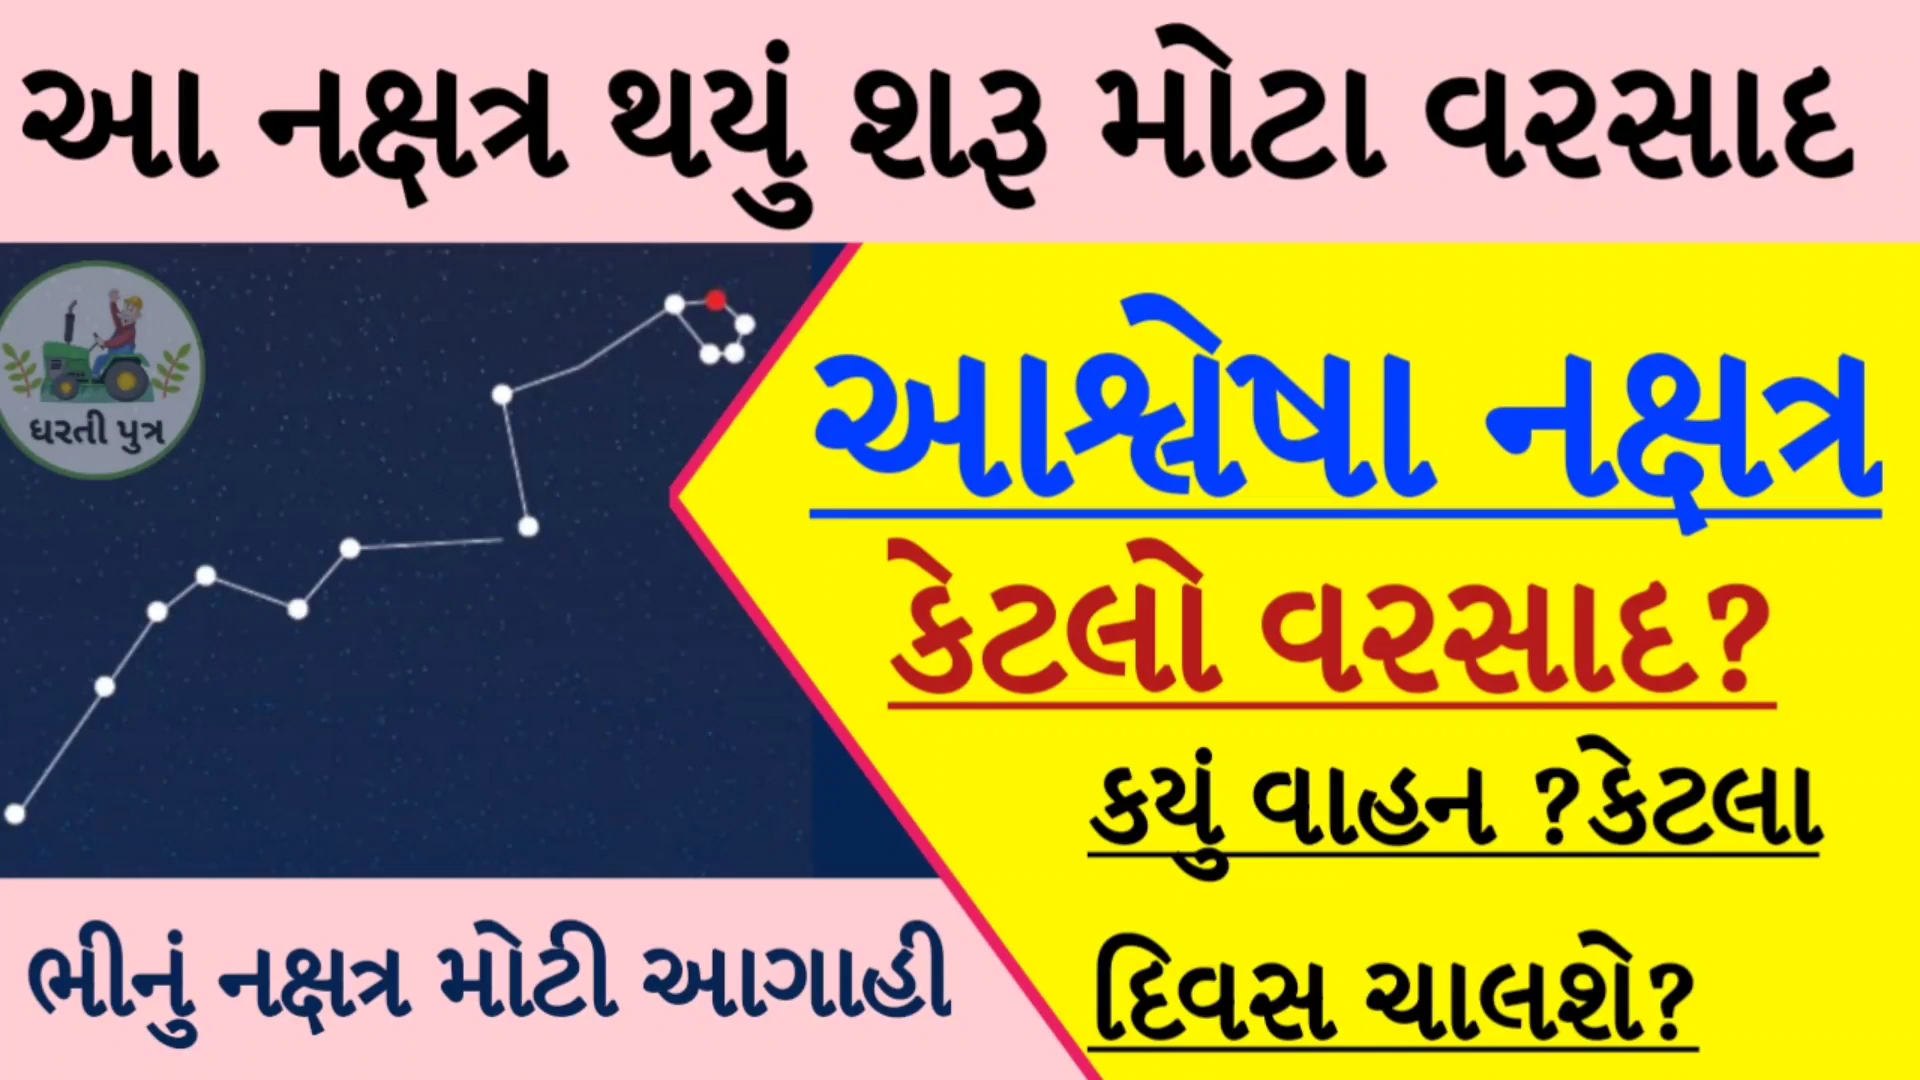 આ નક્ષત્ર થયું શરૂ મોટા વરસાદ
ધરતી પુત્ર
આશ્લેષા નક્ષત્ર
કેટલો વરસાદ?
કયું વાહન ?કેટલા
દિવસ ચાલશે?
ભીનું નક્ષત્ર મોટી આગાહી